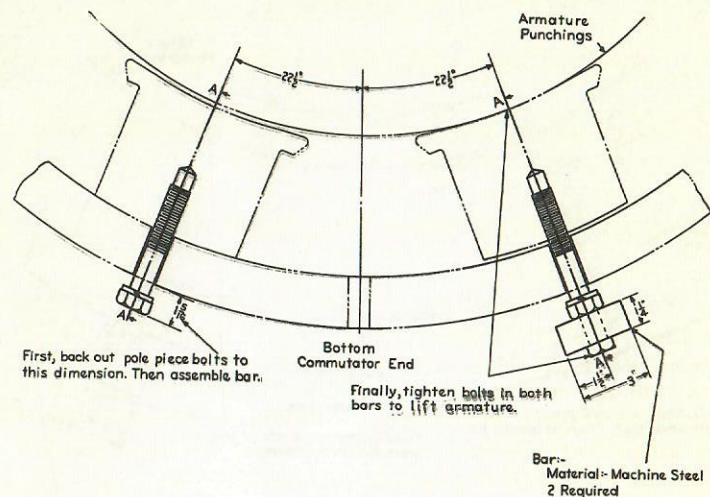 Armature
Punchings
22½°
22½°
A
A
A
A
First, back out pole piece bolts to
this dimension. Then assemble bar.
Bottom
Commutator End
Finally, tighten bolts in both
bars to lift armature.
1½"
3"
Bar:-
Material:- Machine Steel
2 Required